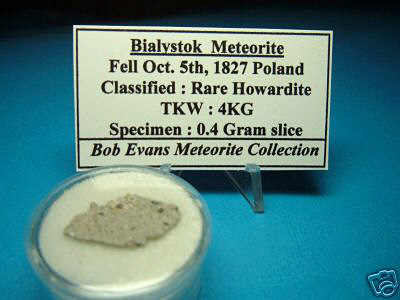 Bialystok Meteorite
Fell Oct. 5th, 1827 Poland
Classified : Rare Howardite
TKW : 4KG
Specimen : 0.4 Gram slice
Bob Evans Meteorite Collection